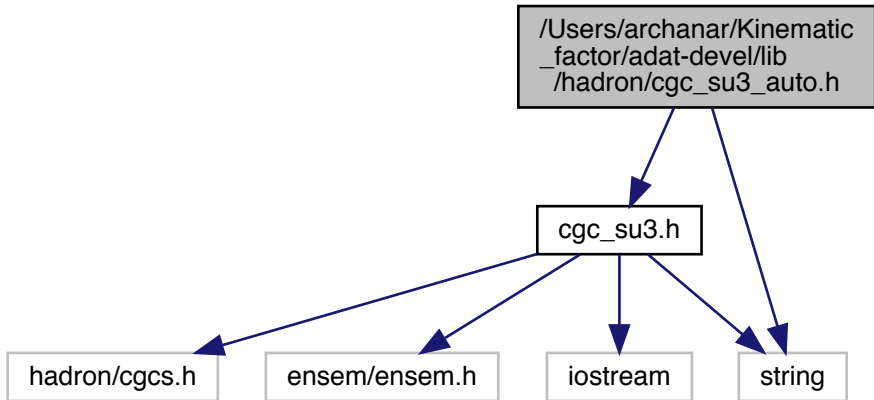 /Users/archanar/Kinematic
_factor/adat-devel/lib
/hadron/cgc_su3_auto.h
cgc_su3.h
hadron/cgcs.h
ensem/ensem.h
iostream
string